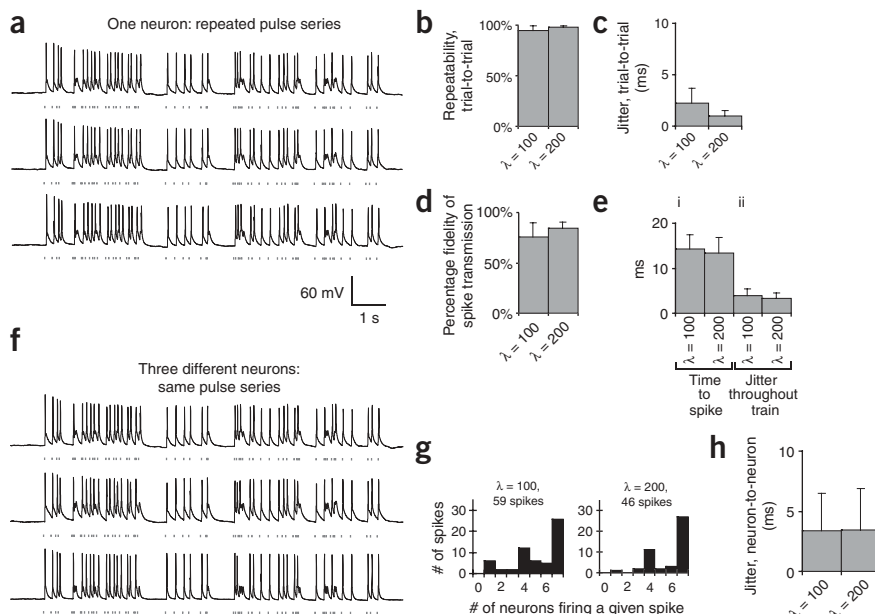 a
One neuron: repeated pulse series
60 mV
1 s
b
Repeatability,
trial-to-trial
100%
50%
0%
λ = 100
λ = 200
c
Jitter, trial-to-trial
(ms)
10
5
0
λ = 100
λ = 200
d
Percentage fidelity of
spike transmission
100%
50%
0%
λ = 100
λ = 200
e
i
ii
ms
20
10
0
λ = 100
λ = 200
λ = 100
λ = 200
Time
to
spike
Jitter
throughout
train
f
Three different neurons:
same pulse series
g
λ = 100,
59 spikes
λ = 200,
46 spikes
# of spikes
30
20
10
0
30
20
10
0
0 2 4 6
0 2 4 6
# of neurons firing a given spike
h
Jitter, neuron-to-neuron
(ms)
10
5
0
λ = 100
λ = 200